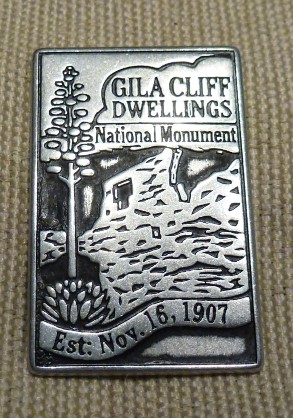 GILA CLIFF
DWELLINGS
National Monument
Est. Nov. 16, 1907